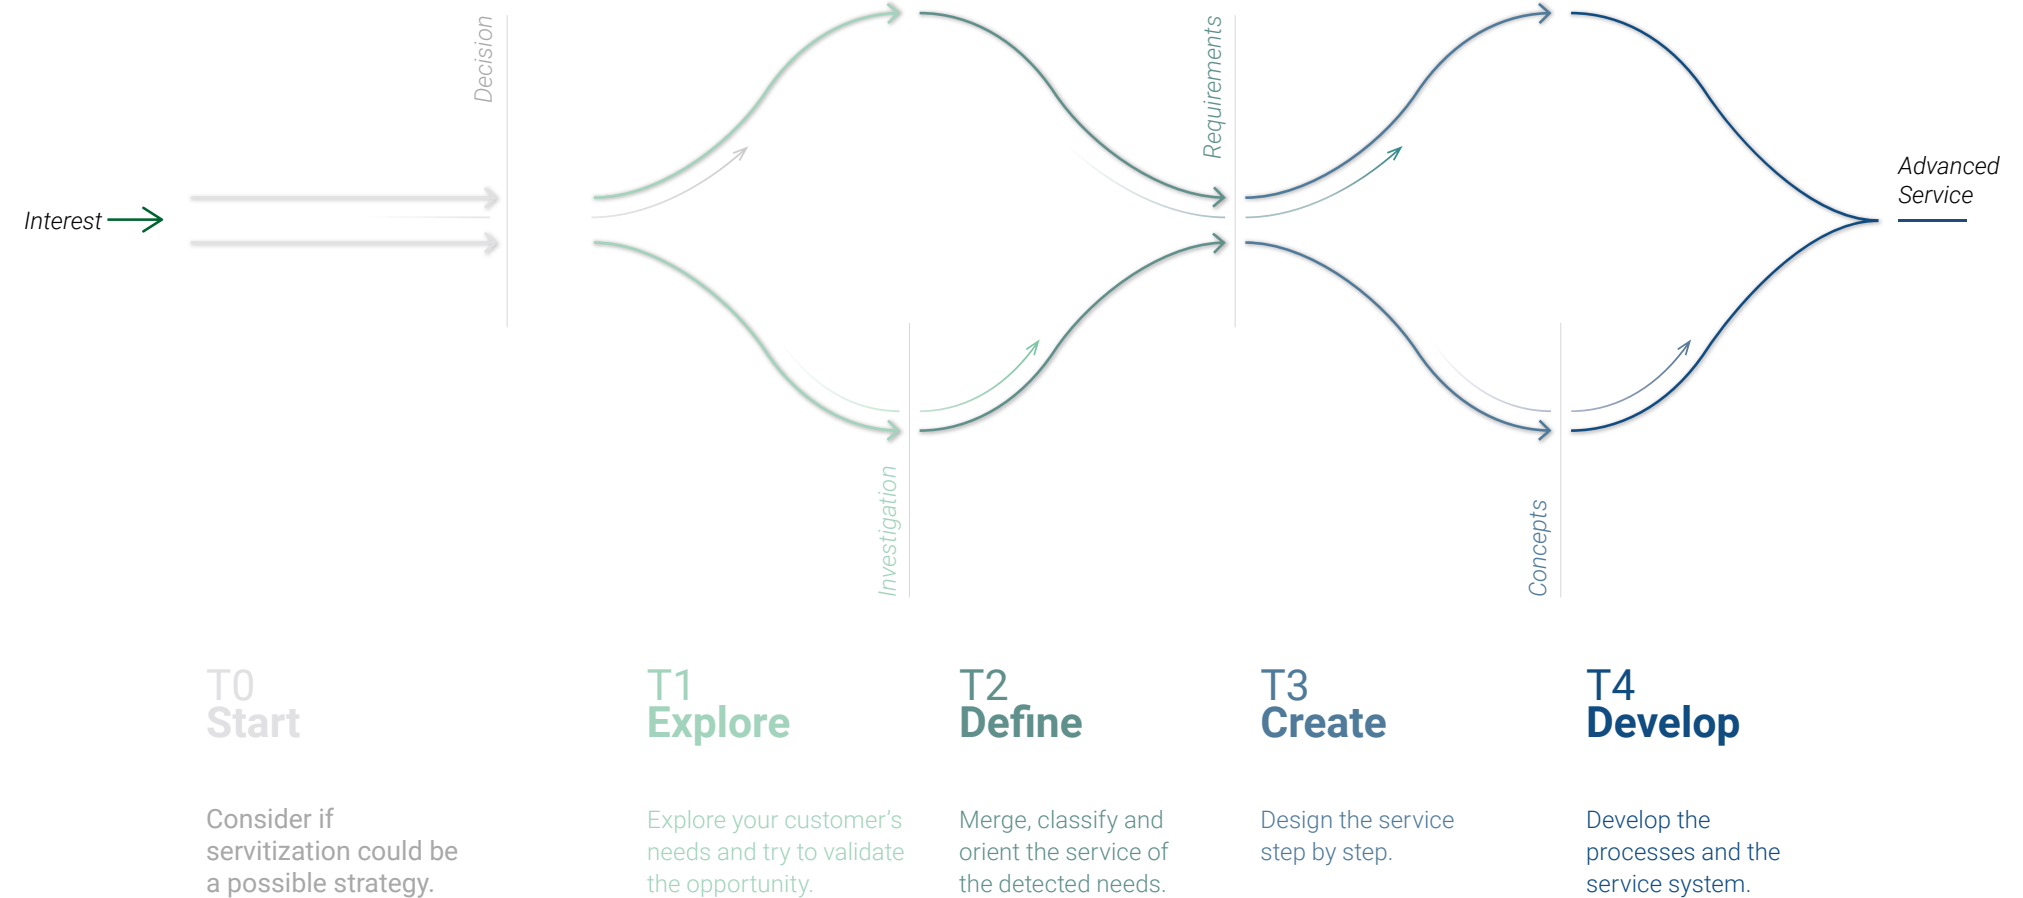 Decision
Requirements
Interest
Advanced
Service
Investigation
Concepts
T0
Start
Consider if
servitization could be
a possible strategy.
T1
Explore
Explore your customer's
needs and try to validate
the opportunity.
T2
Define
Merge, classify and
orient the service of
the detected needs.
T3
Create
Design the service
step by step.
T4
Develop
Develop the
processes and the
service system.